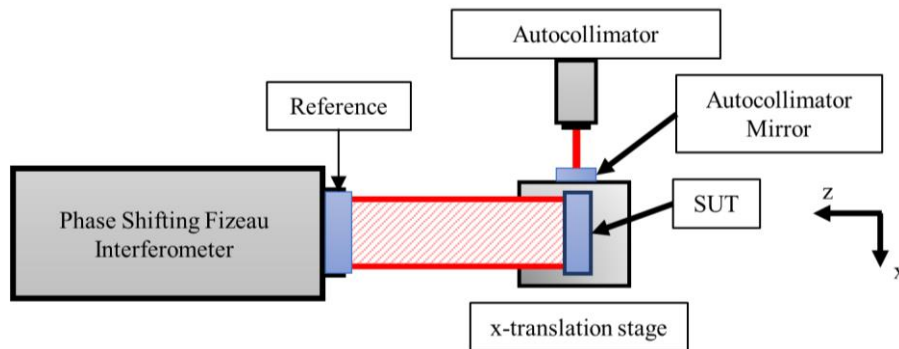 Autocollimator
Reference
Autocollimator
Mirror
Phase Shifting Fizeau
Interferometer
SUT
z
x
x-translation stage